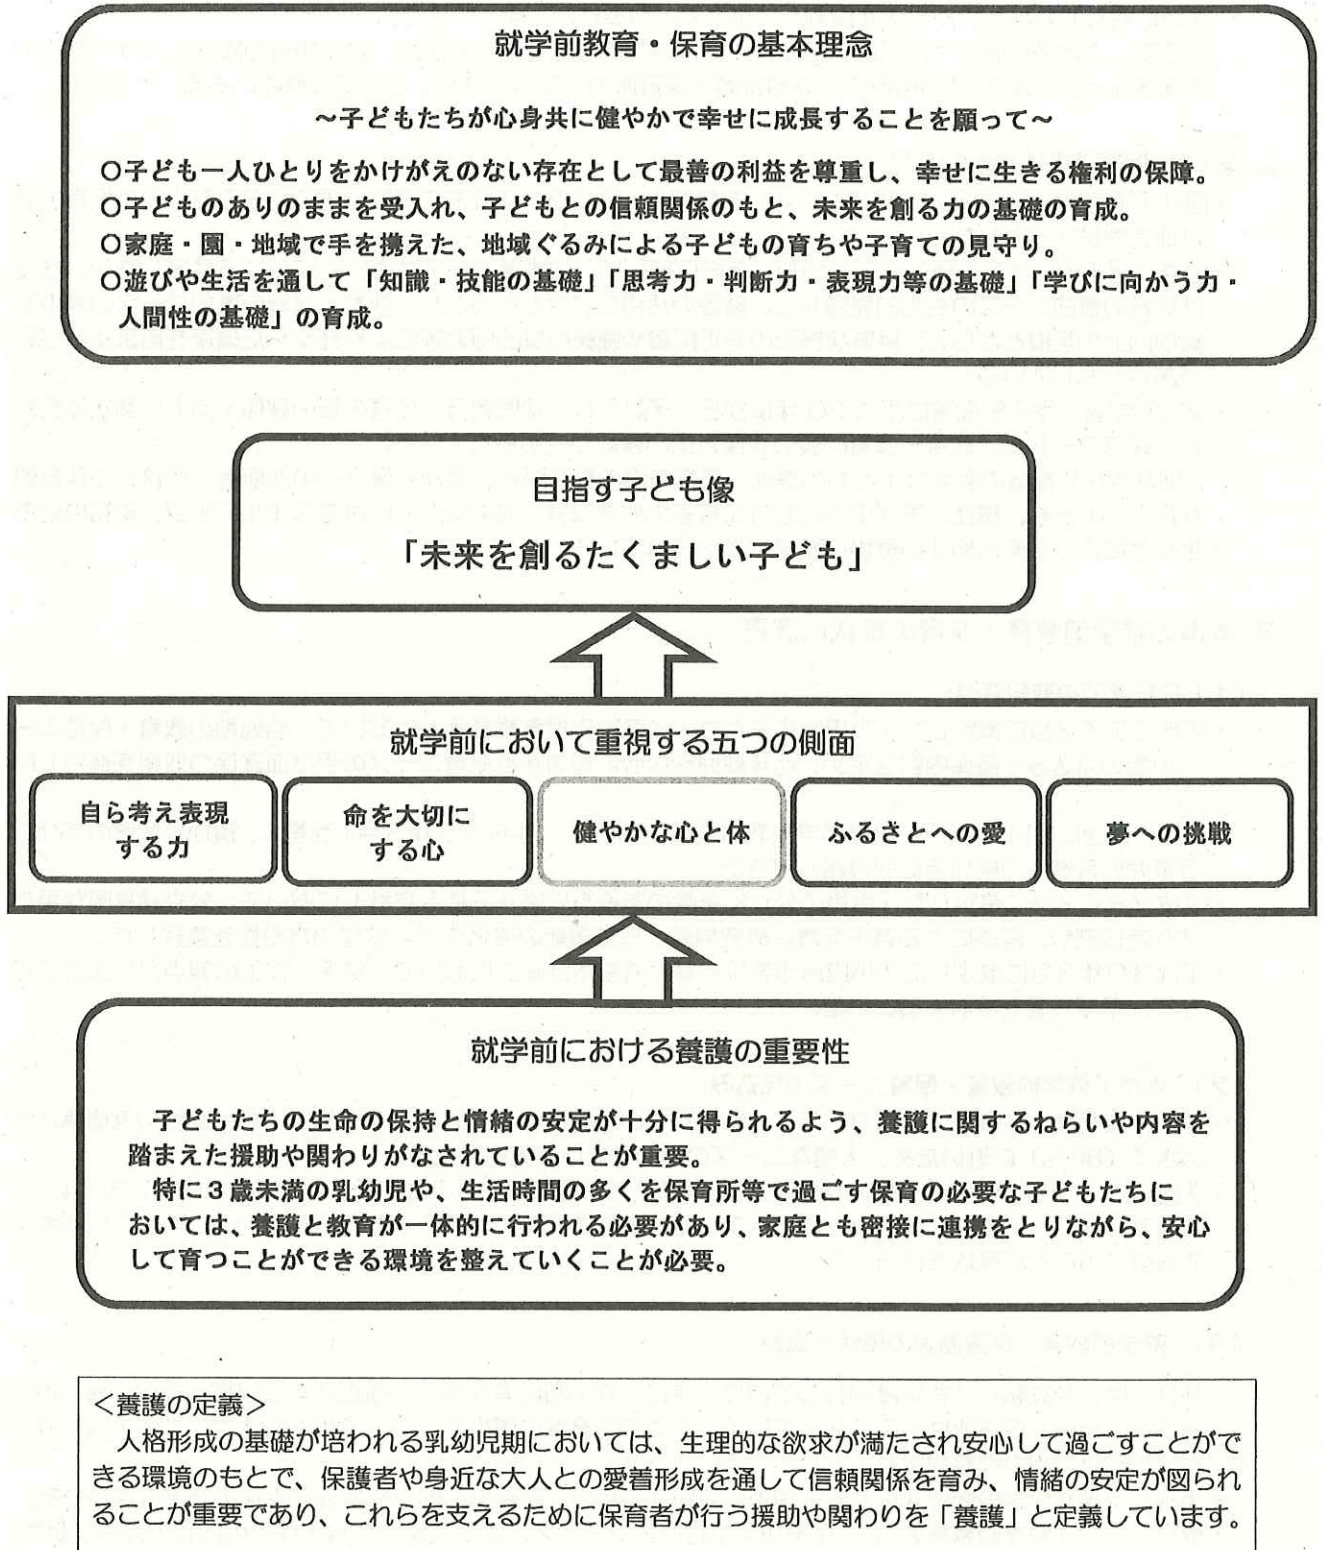 就学前教育・保育の基本理念
～子どもたちが心身共に健やかで幸せに成長することを願って～
○子ども一人ひとりをかけがえのない存在として最善の利益を尊重し、幸せに生きる権利の保障。
○子どものありのままを受入れ、子どもとの信頼関係のもと、未来を創る力の基礎の育成。
○家庭・園・地域で手を携えた、地域ぐるみによる子どもの育ちや子育ての見守り。
○遊びや生活を通して「知識・技能の基礎」「思考力・判断力・表現力等の基礎」「学びに向かう力・
人間性の基礎」の育成。
目指す子ども像
「未来を創るたくましい子ども」
就学前において重視する五つの側面
自ら考え表現
する力
命を大切に
する心
健やかな心と体
ふるさとへの愛
夢への挑戦
就学前における養護の重要性
子どもたちの生命の保持と情緒の安定が十分に得られるよう、養護に関するねらいや内容を
踏まえた援助や関わりがなされていることが重要。
特に３歳未満の乳幼児や、生活時間の多くを保育所等で過ごす保育の必要な子どもたちに
おいては、養護と教育が一体的に行われる必要があり、家庭とも密接に連携をとりながら、安心
して育つことができる環境を整えていくことが必要。
＜養護の定義＞
人格形成の基礎が培われる乳幼児期においては、生理的な欲求が満たされ安心して過ごすことがで
きる環境のもとで、保護者や身近な大人との愛着形成を通して信頼関係を育み、情緒の安定が図られ
ることが重要であり、これらを支えるために保育者が行う援助や関わりを「養護」と定義しています。